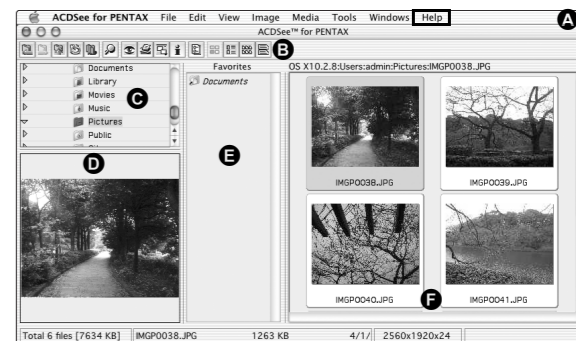 ACDSee for PENTAX File Edit View Image Media Tools Windows Help A
ACDSee™ for PENTAX
B
Favorites
OS X10.2.8:Users:admin:Pictures:IMGP0038.JPG
Documents
Library
Movies
Music
Pictures
Public
C
Documents
D
E
IMGP0038.JPG
IMGP0039.JPG
IMGP0040.JPG
IMGP0041.JPG
F
Total 6 files [7634 KB] IMGP0038.JPG 1263 KB 4/1/ 2560x1920x24